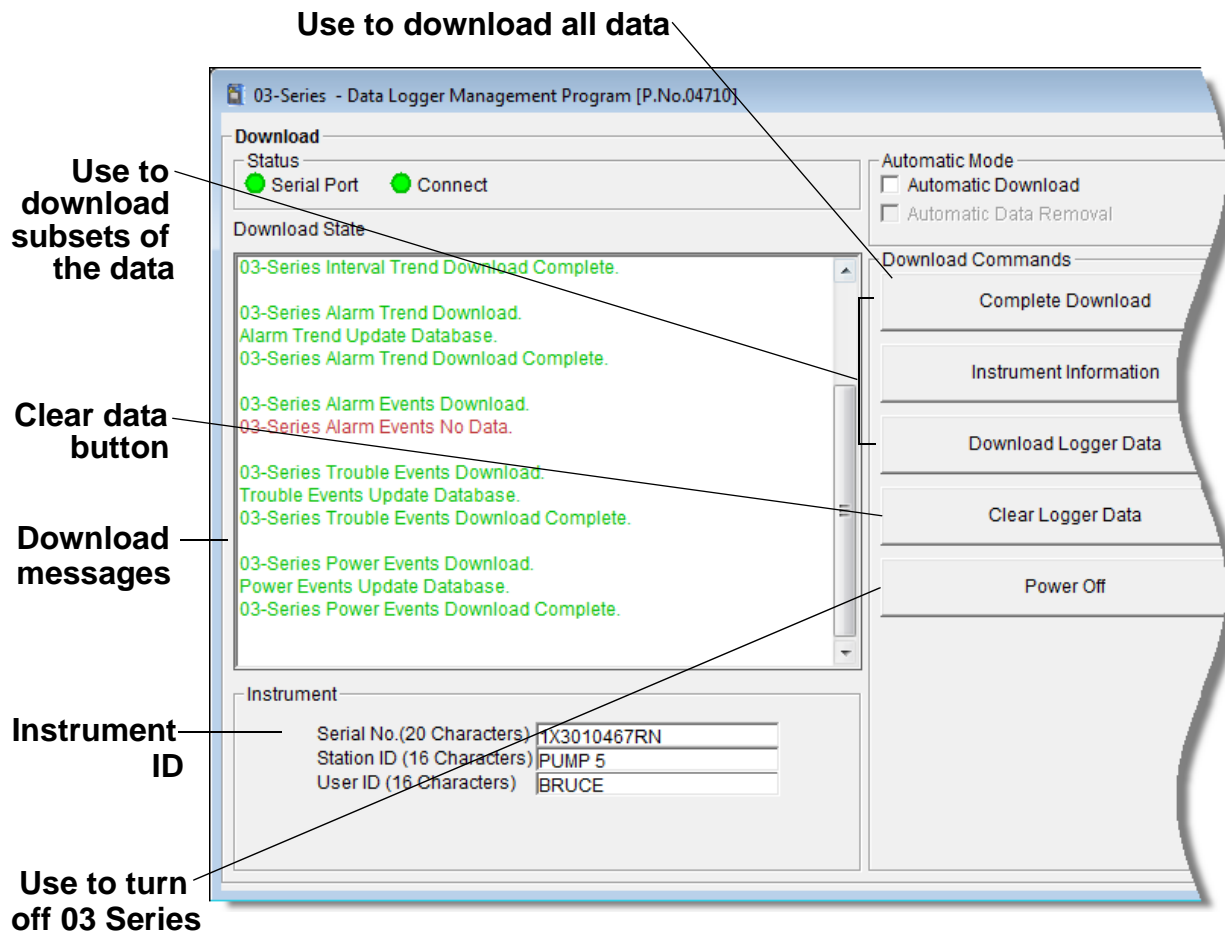 Use to download all data
03-Series - Data Logger Management Program [P.No.04710]
Download
Status
Serial Port Connect
Automatic Mode
Automatic Download
Automatic Data Removal
Use to
download
subsets of
the data
Download State
03-Series Interval Trend Download Complete.
03-Series Alarm Trend Download.
Alarm Trend Update Database.
03-Series Alarm Trend Download Complete.
03-Series Alarm Events Download.
03-Series Alarm Events No Data.
03-Series Trouble Events Download.
Trouble Events Update Database.
03-Series Trouble Events Download Complete.
03-Series Power Events Download.
Power Events Update Database.
03-Series Power Events Download Complete.
Download Commands
Complete Download
Instrument Information
Download Logger Data
Clear Logger Data
Power Off
Clear data
button
Download
messages
Instrument
Serial No.(20 Characters) 1X3010467RN
Station ID (16 Characters) PUMP 5
User ID (16 Characters) BRUCE
Instrument
ID
Use to turn
off 03 Series